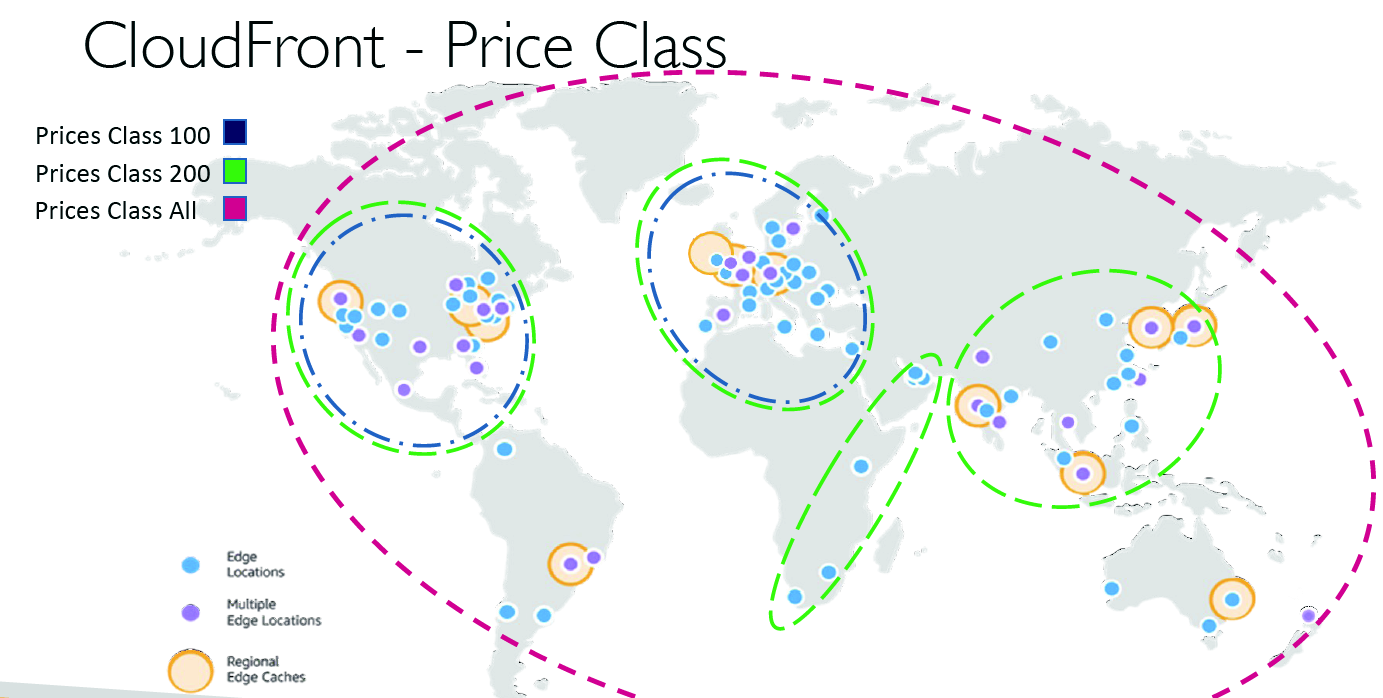 CloudFront - Price Class
Prices Class 100
Prices Class 200
Prices Class All
Edge
Locations
Multiple
Edge Locations
Regional
Edge Caches